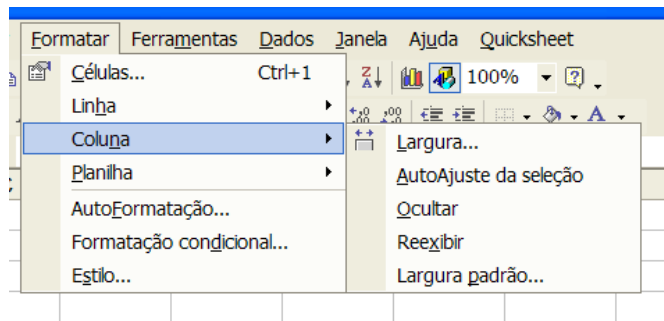 Formatar Ferramentas Dados Janela Ajuda Quicksheet
Células... Ctrl+1
100%
Linha
Coluna
Largura...
Planilha
AutoAjuste da seleção
AutoFormatação...
Ocultar
Formatação condicional...
Reexibir
Estilo...
Largura padrão...